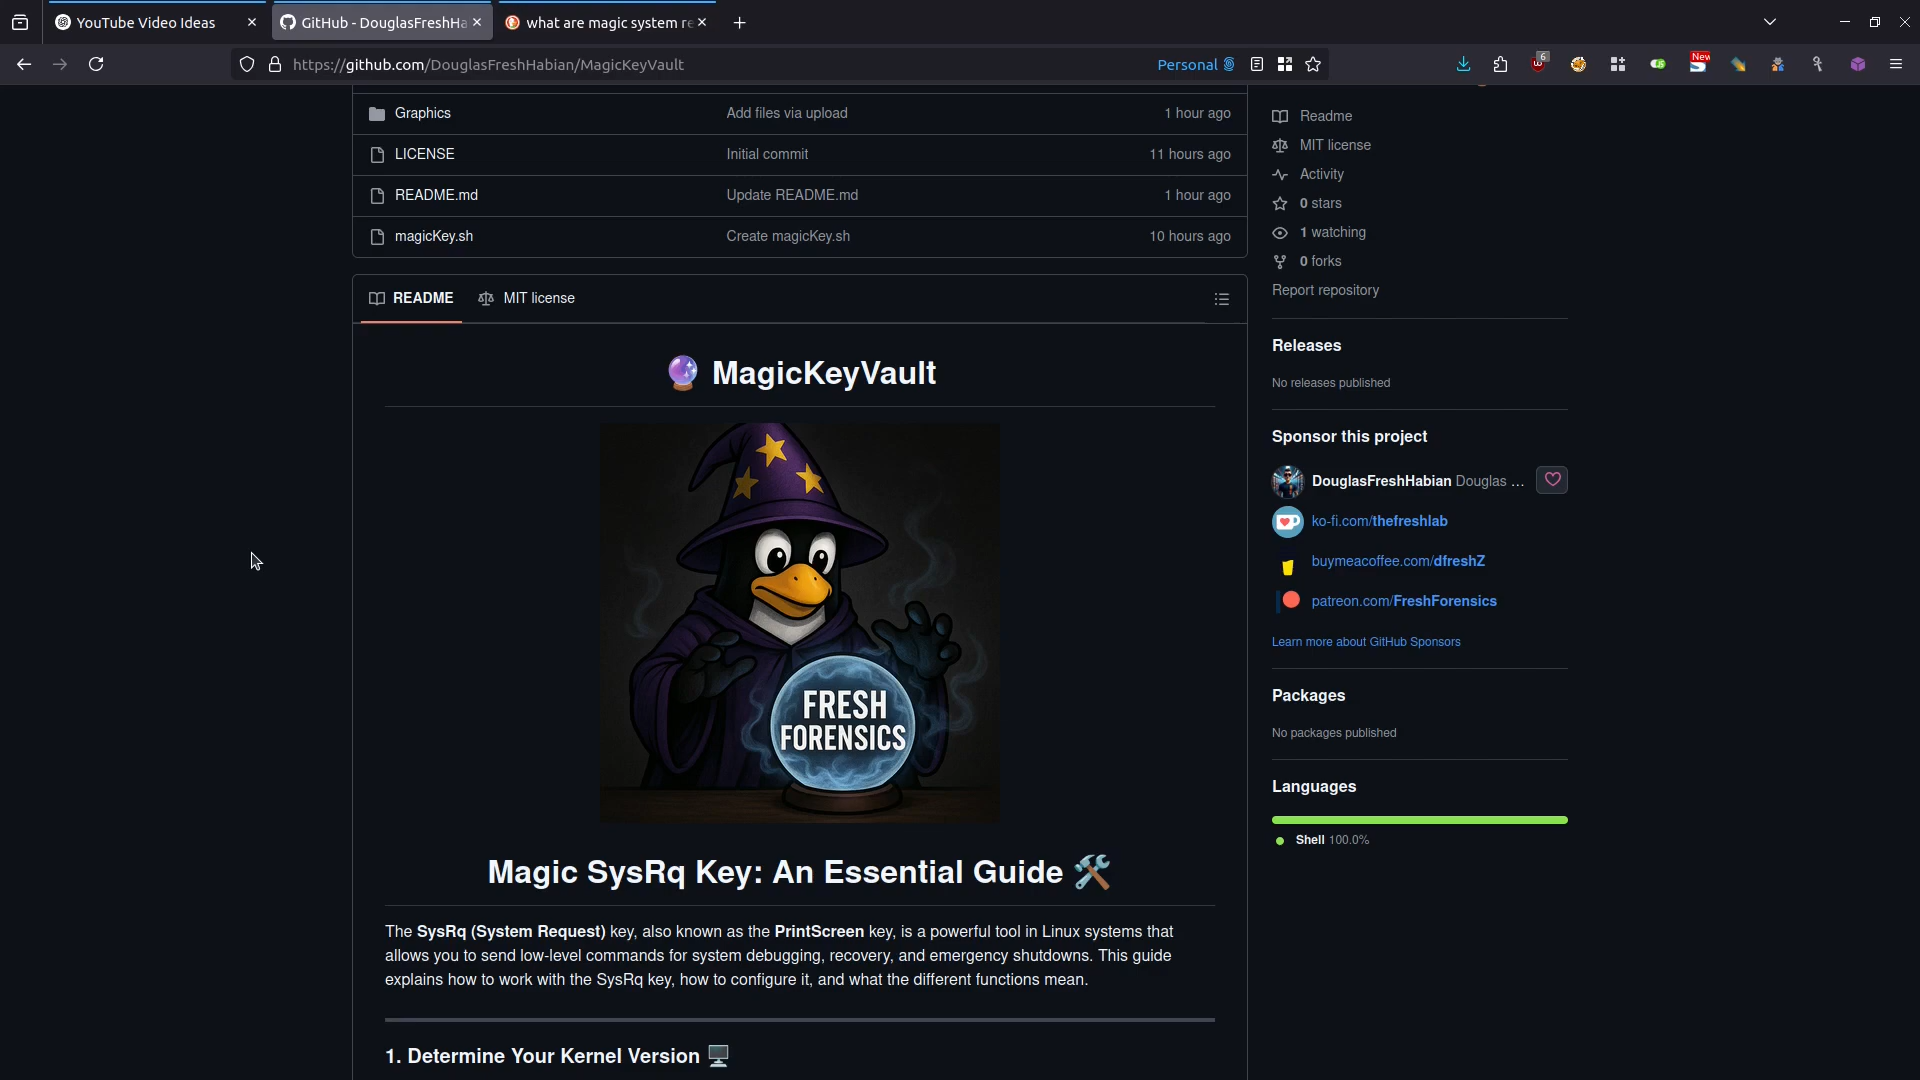 YouTube Video Ideas
GitHub - DouglasFreshHa
what are magic system re
https://github.com/DouglasFreshHabian/MagicKeyVault
Personal
6
New
Graphics Add files via upload 1 hour ago
LICENSE Initial commit 11 hours ago
README.md Update README.md 1 hour ago
magicKey.sh Create magicKey.sh 10 hours ago
README MIT license
🔮 MagicKeyVault
FRESH
FORENSICS
Magic SysRq Key: An Essential Guide 🛠️
The SysRq (System Request) key, also known as the PrintScreen key, is a powerful tool in Linux systems that
allows you to send low-level commands for system debugging, recovery, and emergency shutdowns. This guide
explains how to work with the SysRq key, how to configure it, and what the different functions mean.
1. Determine Your Kernel Version 🖥️
Readme
MIT license
Activity
0 stars
1 watching
0 forks
Report repository
Releases
No releases published
Sponsor this project
DouglasFreshHabian Douglas ...
ko-fi.com/thefreshlab
buymeacoffee.com/dfreshZ
patreon.com/FreshForensics
Learn more about GitHub Sponsors
Packages
No packages published
Languages
Shell 100.0%